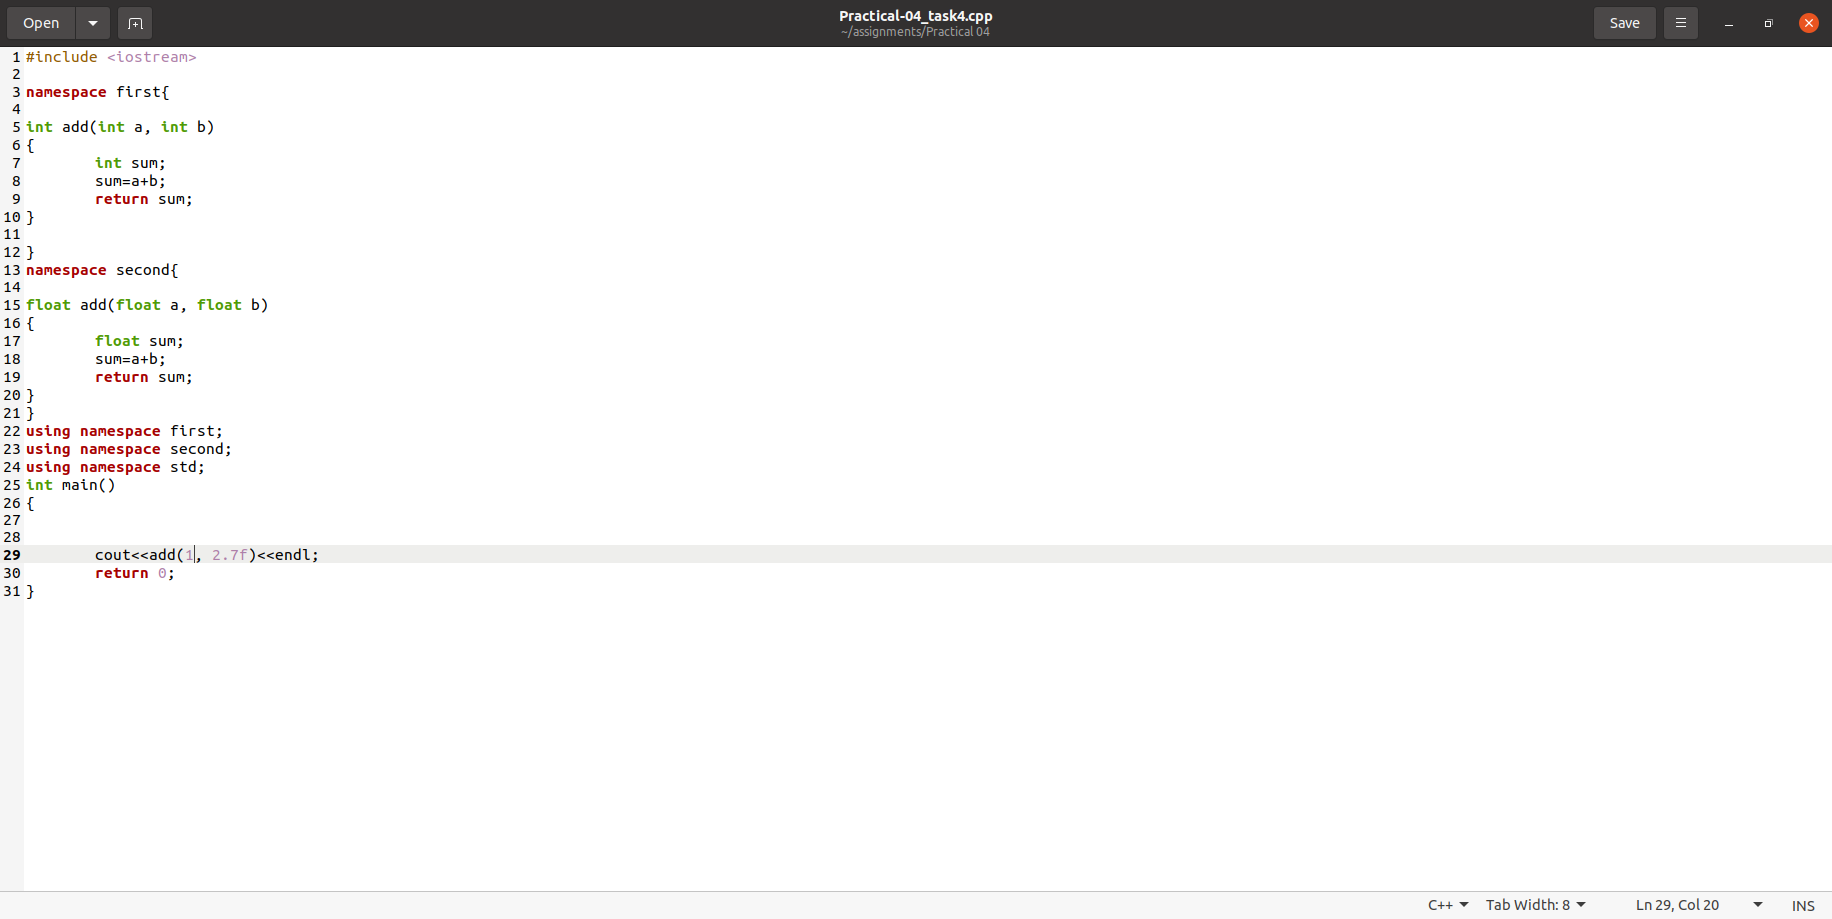 Open
Practical-04_task4.cpp
~/assignments/Practical 04
Save
1 #include <iostream>
2
3 namespace first{
4
5 int add(int a, int b)
6 {
7         int sum;
8         sum=a+b;
9         return sum;
10 }
11
12 }
13 namespace second{
14
15 float add(float a, float b)
16 {
17         float sum;
18         sum=a+b;
19         return sum;
20 }
21 }
22 using namespace first;
23 using namespace second;
24 using namespace std;
25 int main()
26 {
27
28
29         cout<<add(1, 2.7f)<<endl;
30         return 0;
31 }
C++ Tab Width: 8 Ln 29, Col 20 INS